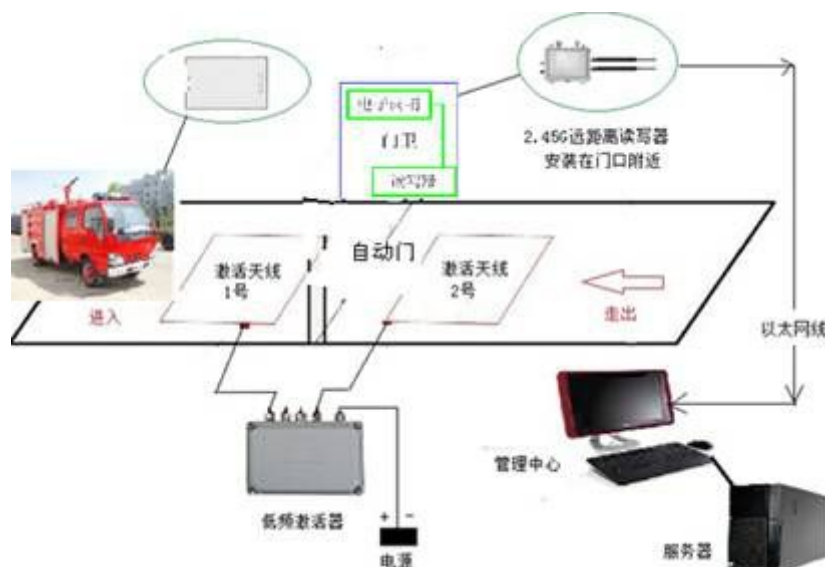 2.45G远距离读写器
安装在门口附近
门卫
自动门
激活天线
1号
激活天线
2号
进入
走出
以太网线
管理中心
低频激活器
+ -
电源
服务器